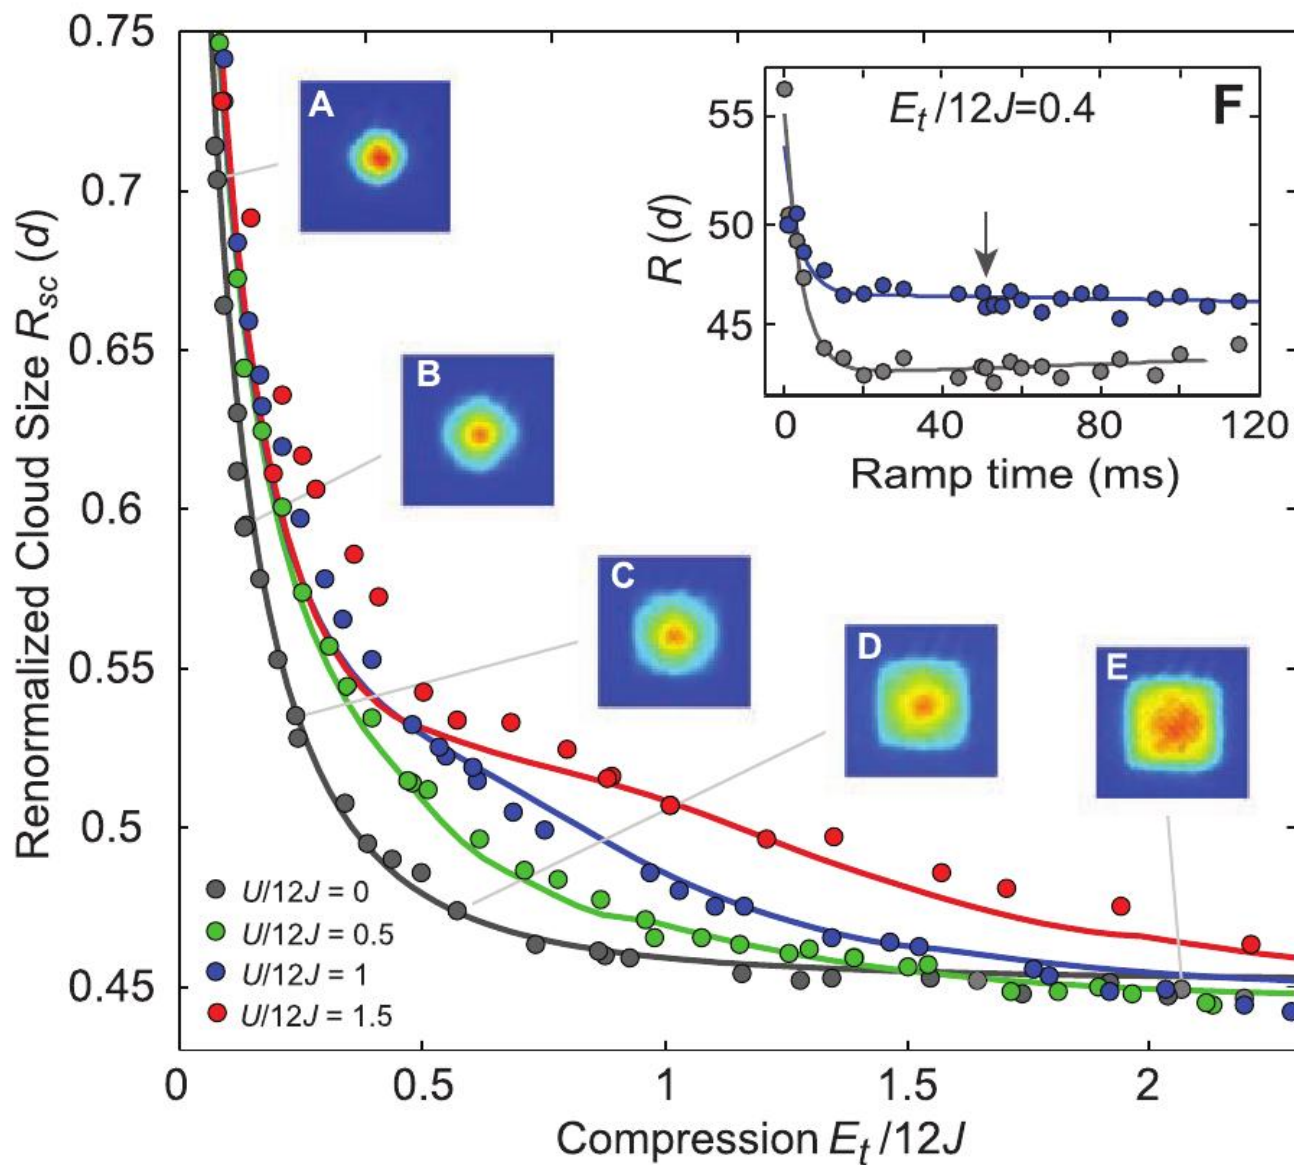 Renormalized Cloud Size R_sc (d)
0.75
0.7
0.65
0.6
0.55
0.5
0.45
A
B
C
D
E
F
E_t/12J=0.4
R (d)
55
50
45
0 40 80 120
Ramp time (ms)
U/12J = 0
U/12J = 0.5
U/12J = 1
U/12J = 1.5
0 0.5 1 1.5 2
Compression E_t/12J